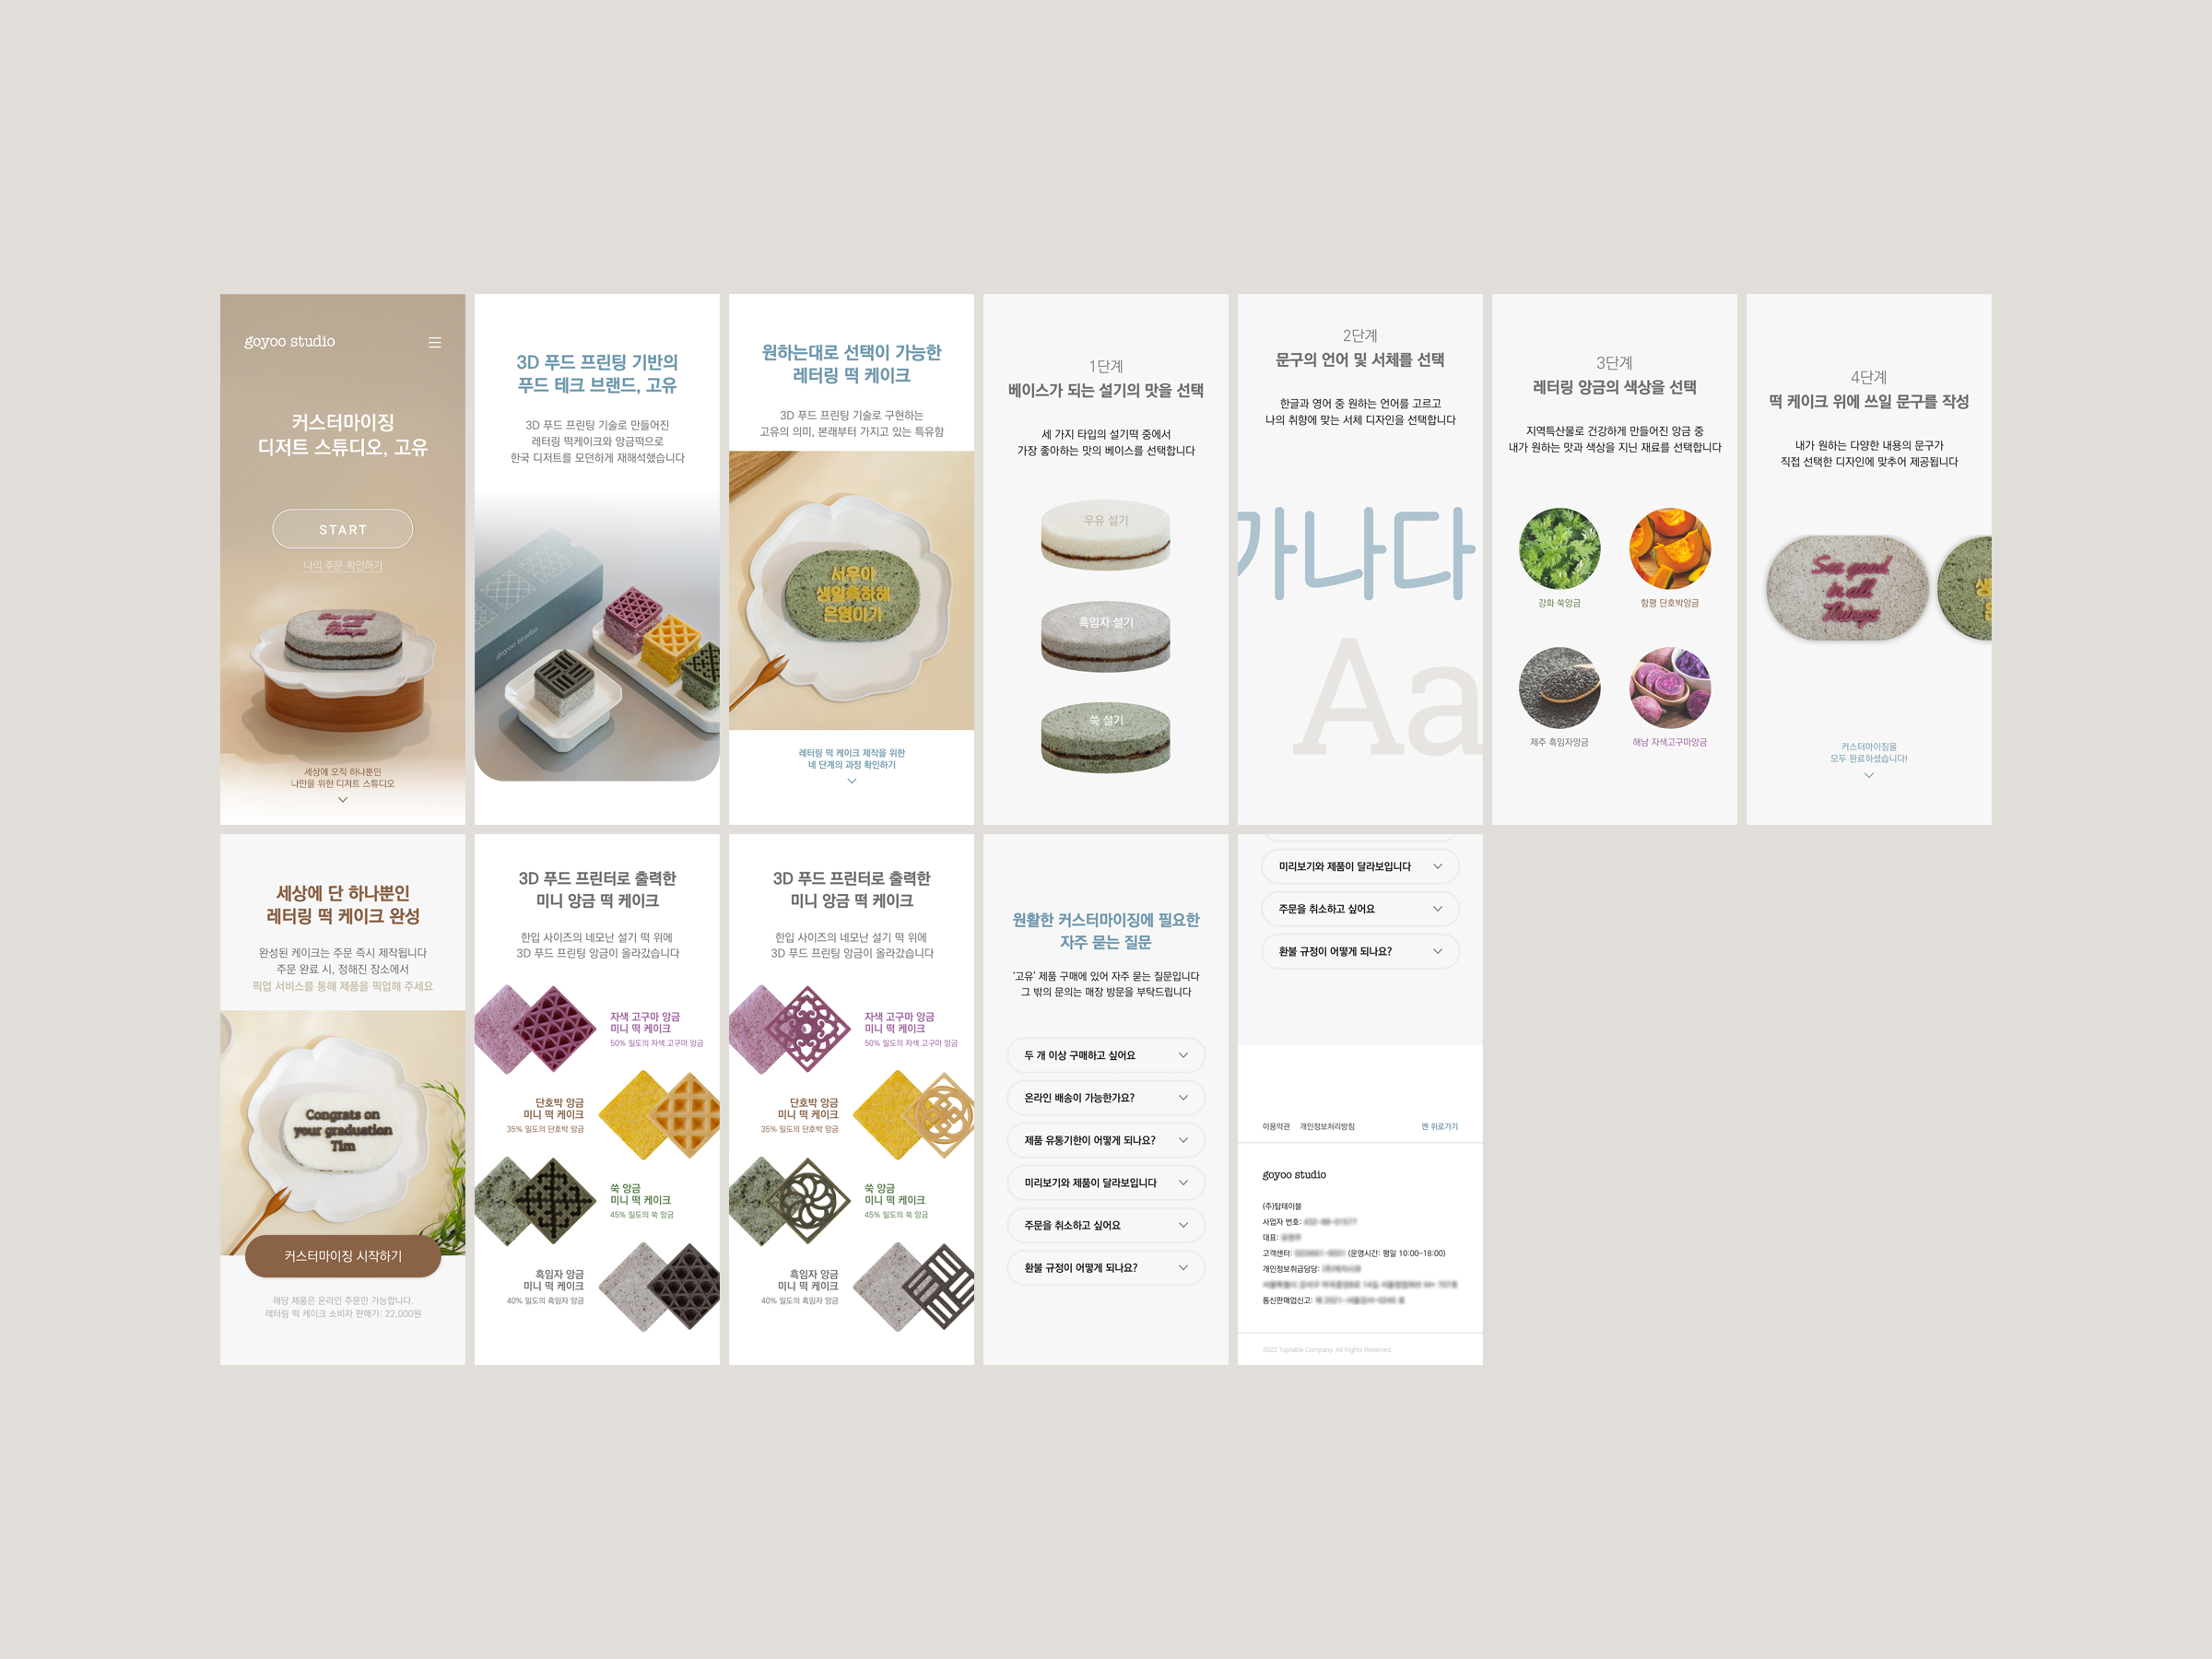 goyoo studio
커스터마이징
디저트 스튜디오, 고유
START
나의 주문 확인하기
See good
in all
Things
세상에 오직 하나뿐인
나만을 위한 디저트 스튜디오
3D 푸드 프린팅 기반의
푸드 테크 브랜드, 고유
3D 푸드 프린팅 기술로 만들어진
레터링 떡케이크와 앙금떡으로
한국 디저트를 모던하게 재해석했습니다
goyoo studio
원하는대로 선택이 가능한
레터링 떡 케이크
3D 푸드 프린팅 기술로 구현하는
고유의 의미, 본래부터 가지고 있는 특유함
서우야
생일축하해
은영이가
레터링 떡 케이크 제작을 위한
네 단계의 과정 확인하기
1단계
베이스가 되는 설기의 맛을 선택
세 가지 타입의 설기떡 중에서
가장 좋아하는 맛의 베이스를 선택합니다
우유 설기
흑임자 설기
쑥 설기
2단계
문구의 언어 및 서체를 선택
한글과 영어 중 원하는 언어를 고르고
나의 취향에 맞는 서체 디자인을 선택합니다
가나다
Aa
3단계
레터링 앙금의 색상을 선택
지역특산물로 건강하게 만들어진 앙금 중
내가 원하는 맛과 색상을 지닌 재료를 선택합니다
강화 쑥앙금
함평 단호박앙금
제주 흑임자앙금
해남 자색고구마앙금
4단계
떡 케이크 위에 쓰일 문구를 작성
내가 원하는 다양한 내용의 문구가
직접 선택한 디자인에 맞추어 제공됩니다
See good
in all
Things
커스터마이징을
모두 완료하셨습니다!
세상에 단 하나뿐인
레터링 떡 케이크 완성
완성된 케이크는 주문 즉시 제작됩니다
주문 완료 시, 정해진 장소에서
픽업 서비스를 통해 제품을 픽업해 주세요
Congrats on
your graduation
Tim
커스터마이징 시작하기
해당 제품은 온라인 주문만 가능합니다.
레터링 떡 케이크 소비자 판매가: 22,000원
3D 푸드 프린터로 출력한
미니 앙금 떡 케이크
한입 사이즈의 네모난 설기 떡 위에
3D 푸드 프린팅 앙금이 올라갔습니다
자색 고구마 앙금
미니 떡 케이크
50% 밀도의 자색 고구마 앙금
단호박 앙금
미니 떡 케이크
35% 밀도의 단호박 앙금
쑥 앙금
미니 떡 케이크
45% 밀도의 쑥 앙금
흑임자 앙금
미니 떡 케이크
40% 밀도의 흑임자 앙금
3D 푸드 프린터로 출력한
미니 앙금 떡 케이크
한입 사이즈의 네모난 설기 떡 위에
3D 푸드 프린팅 앙금이 올라갔습니다
자색 고구마 앙금
미니 떡 케이크
50% 밀도의 자색 고구마 앙금
단호박 앙금
미니 떡 케이크
35% 밀도의 단호박 앙금
쑥 앙금
미니 떡 케이크
45% 밀도의 쑥 앙금
흑임자 앙금
미니 떡 케이크
40% 밀도의 흑임자 앙금
원활한 커스터마이징에 필요한
자주 묻는 질문
‘고유’ 제품 구매에 있어 자주 묻는 질문입니다
그 밖의 문의는 매장 방문을 부탁드립니다
두 개 이상 구매하고 싶어요
온라인 배송이 가능한가요?
제품 유통기한이 어떻게 되나요?
미리보기와 제품이 달라보입니다
주문을 취소하고 싶어요
환불 규정이 어떻게 되나요?
미리보기와 제품이 달라보입니다
주문을 취소하고 싶어요
환불 규정이 어떻게 되나요?
이용약관 개인정보처리방침 맨 위로가기
goyoo studio
(주)탑테이블
사업자 번호:
대표:
고객센터: (운영시간: 평일 10:00~18:00)
개인정보취급담당:
통신판매업신고:
2022 Toptable Company. All Rights Reserved.